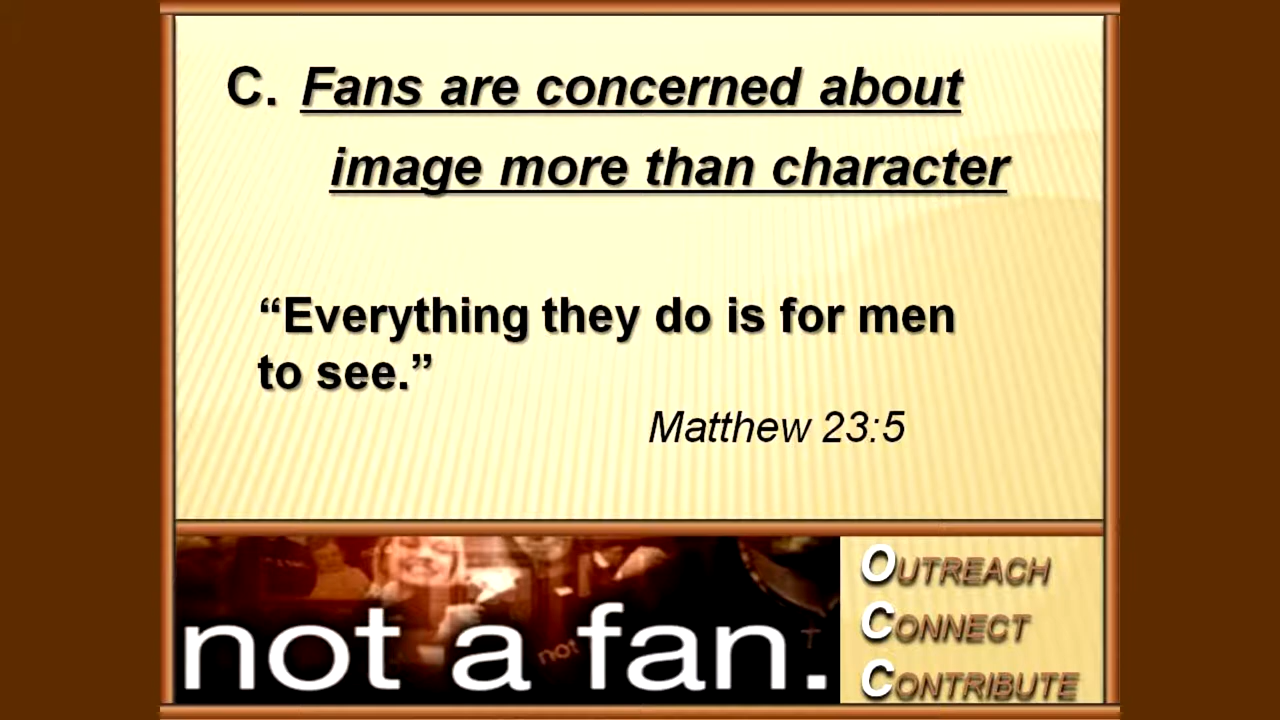 C. Fans are concerned about
image more than character
“Everything they do is for men
to see.”
Matthew 23:5
not
not a fan.
OUTREACH
CONNECT
CONTRIBUTE